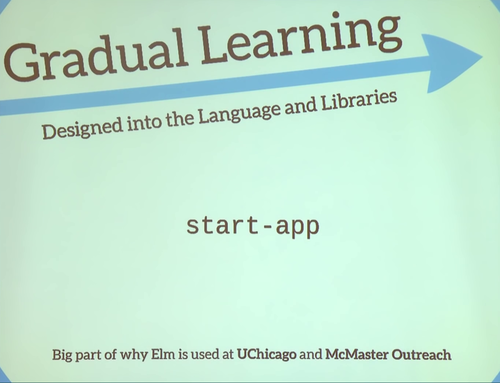 Gradual Learning
Designed into the Language and Libraries
start-app
Big part of why Elm is used at UChicago and McMaster Outreach